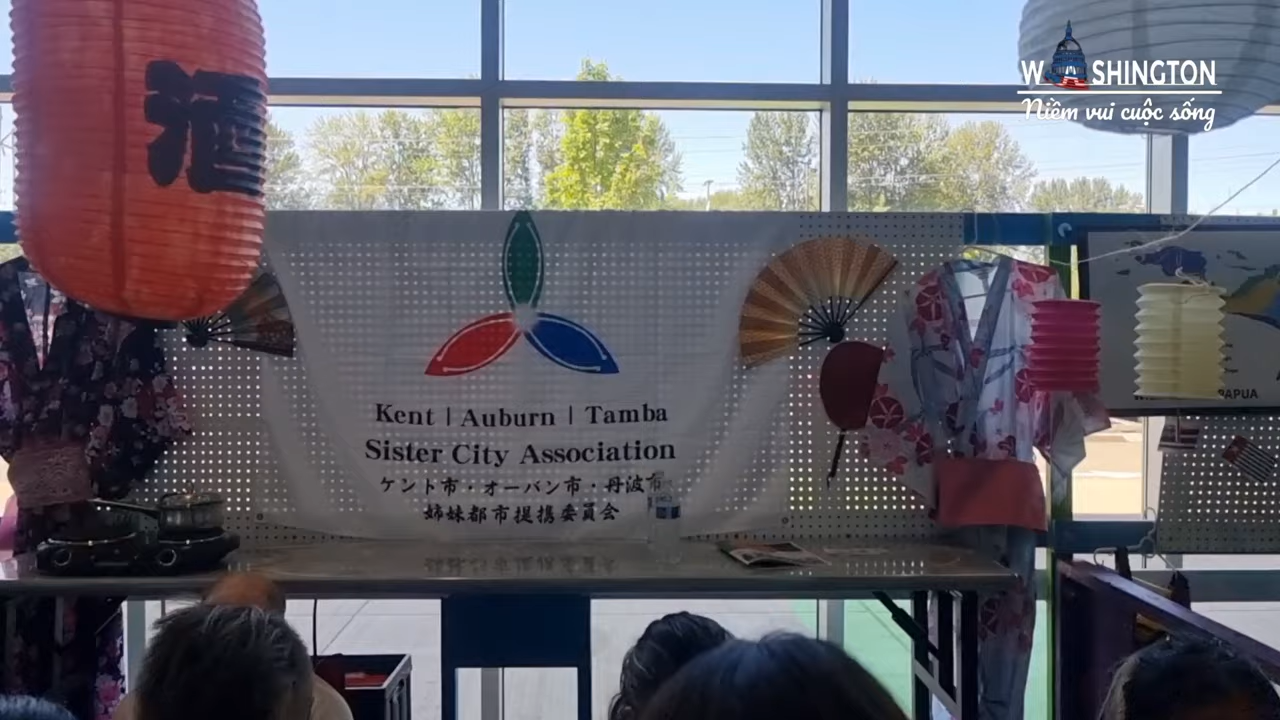 酒
WASHINGTON
Niềm vui cuộc sống
Kent | Auburn | Tamba
Sister City Association
ケント市・オーバン市・丹波市
姉妹都市提携委員会
PAPUA